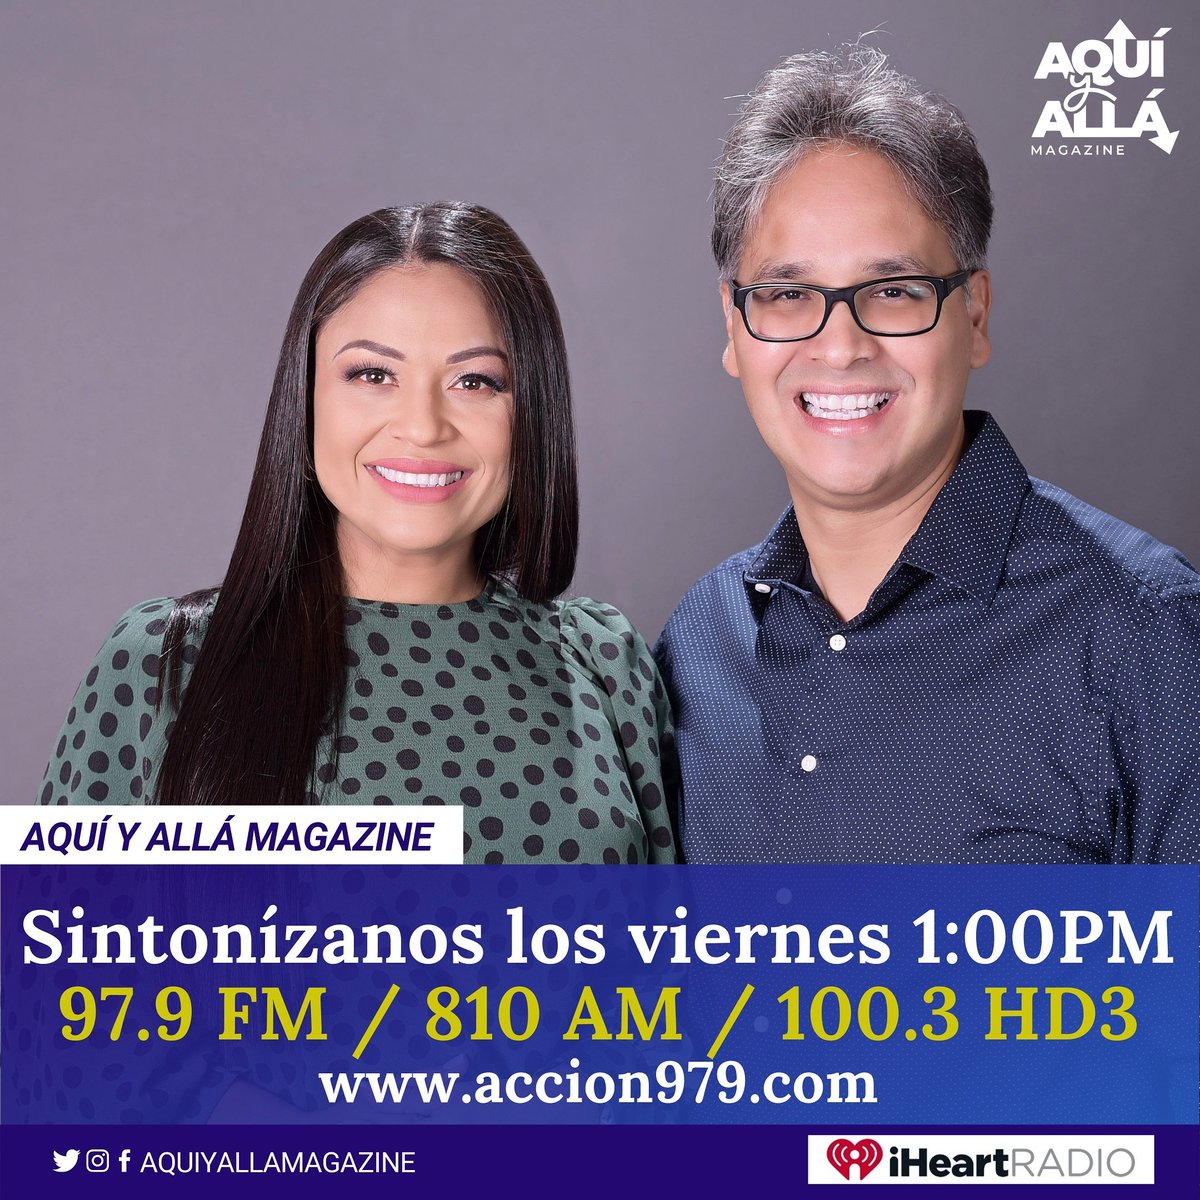 AQUÍ
y
ALLÁ
MAGAZINE
AQUÍ Y ALLÁ MAGAZINE
Sintonízanos los viernes 1:00PM
97.9 FM / 810 AM / 100.3 HD3
www.accion979.com
AQUIYALLAMAGAZINE
iHeartRADIO